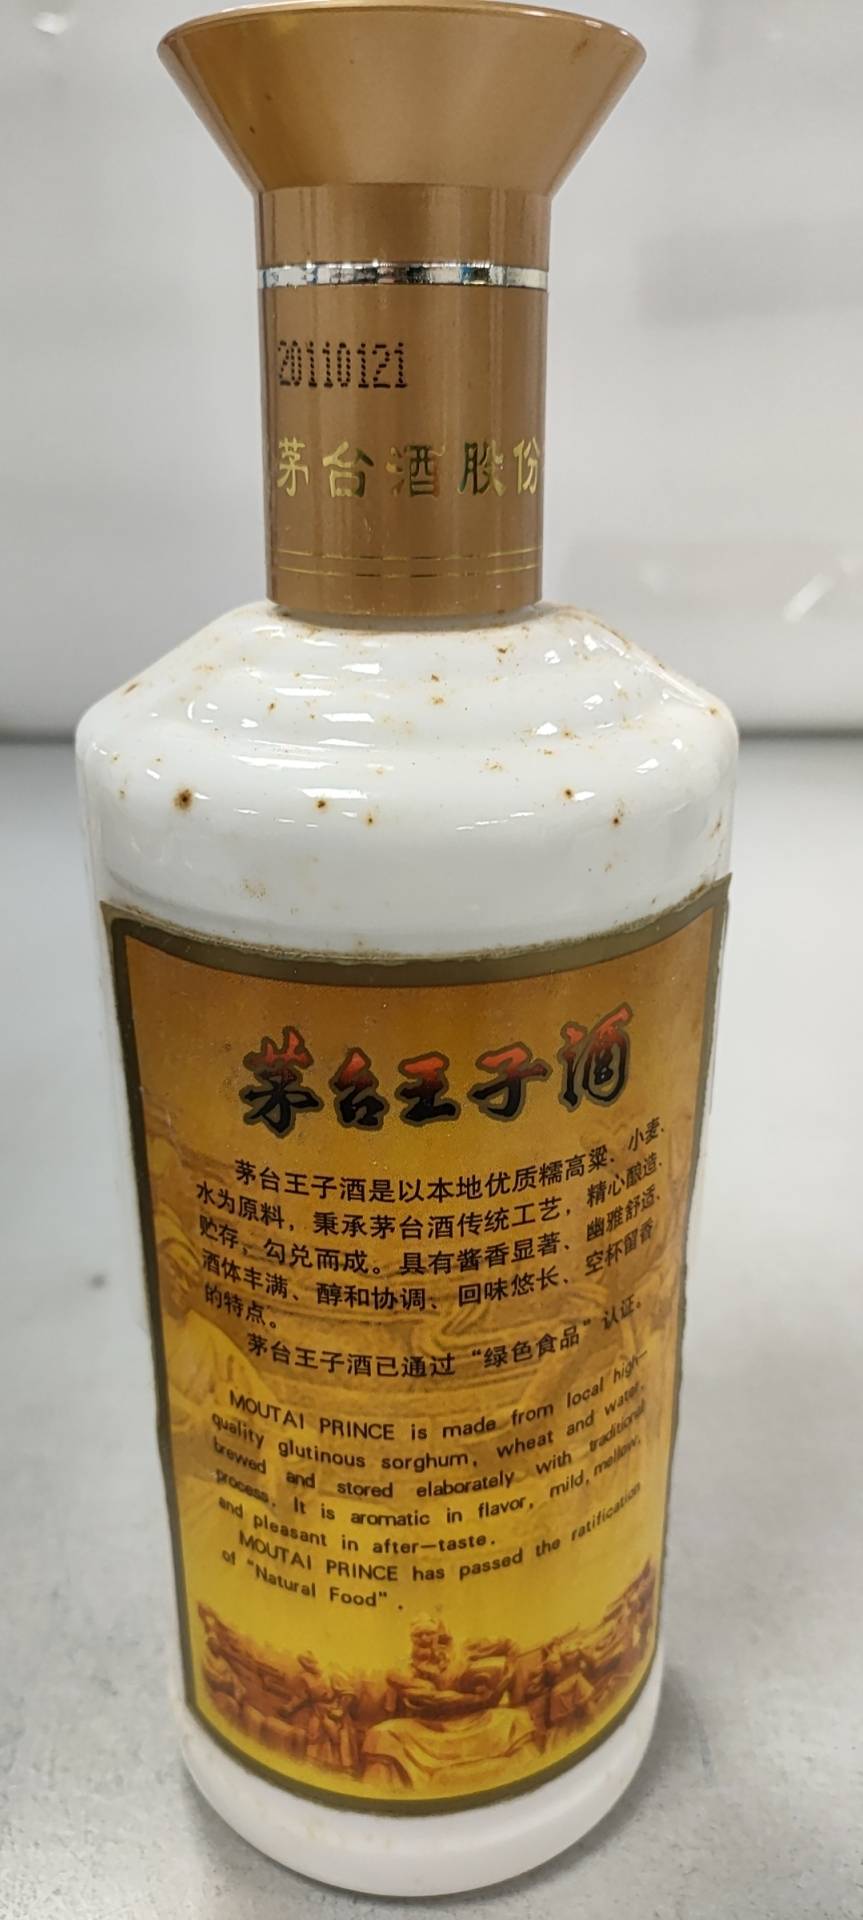 20110121
茅台酒股份
茅台王子酒
茅台王子酒是以本地优质糯高粱、小麦、
水为原料，秉承茅台酒传统工艺，精心酿造、
贮存，勾兑而成。具有酱香显著、幽雅舒适、
酒体丰满、醇和协调、回味悠长、空杯留香
的特点。
茅台王子酒已通过“绿色食品”认证。
MOUTAI PRINCE is made from local high-
quality glutinous sorghum, wheat and water,
brewed and stored elaborately with traditional
process. It is aromatic in flavor, mild, mellow,
and pleasant in after-taste.
MOUTAI PRINCE has passed the ratification
of "Natural Food".